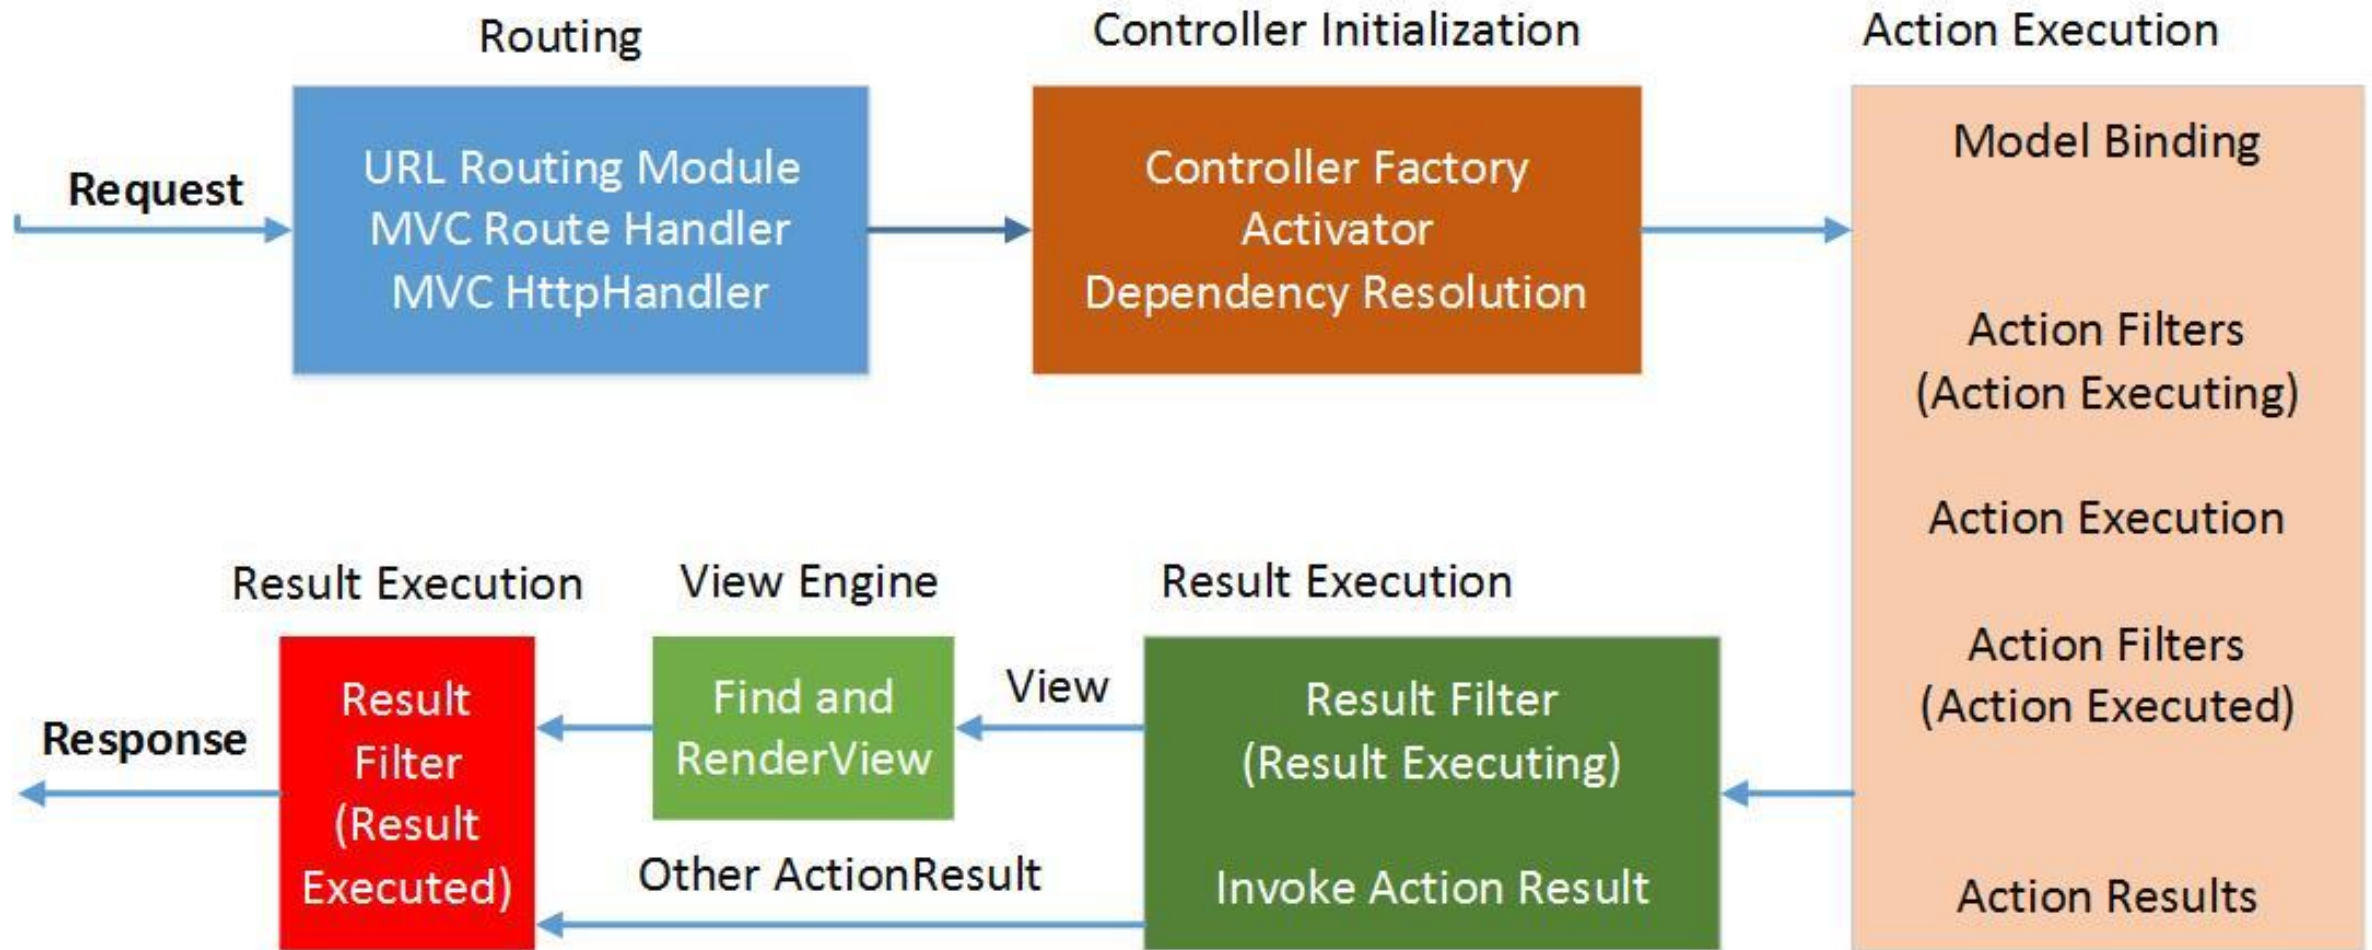 Routing
Controller Initialization
Action Execution
Request
URL Routing Module
MVC Route Handler
MVC HttpHandler
Controller Factory
Activator
Dependency Resolution
Model Binding
Action Filters
(Action Executing)
Action Execution
Action Filters
(Action Executed)
Action Results
Result Execution
View Engine
Result Execution
Result Filter
(Result Executing)
Invoke Action Result
View
Find and
RenderView
Other ActionResult
Result
Filter
(Result
Executed)
Response